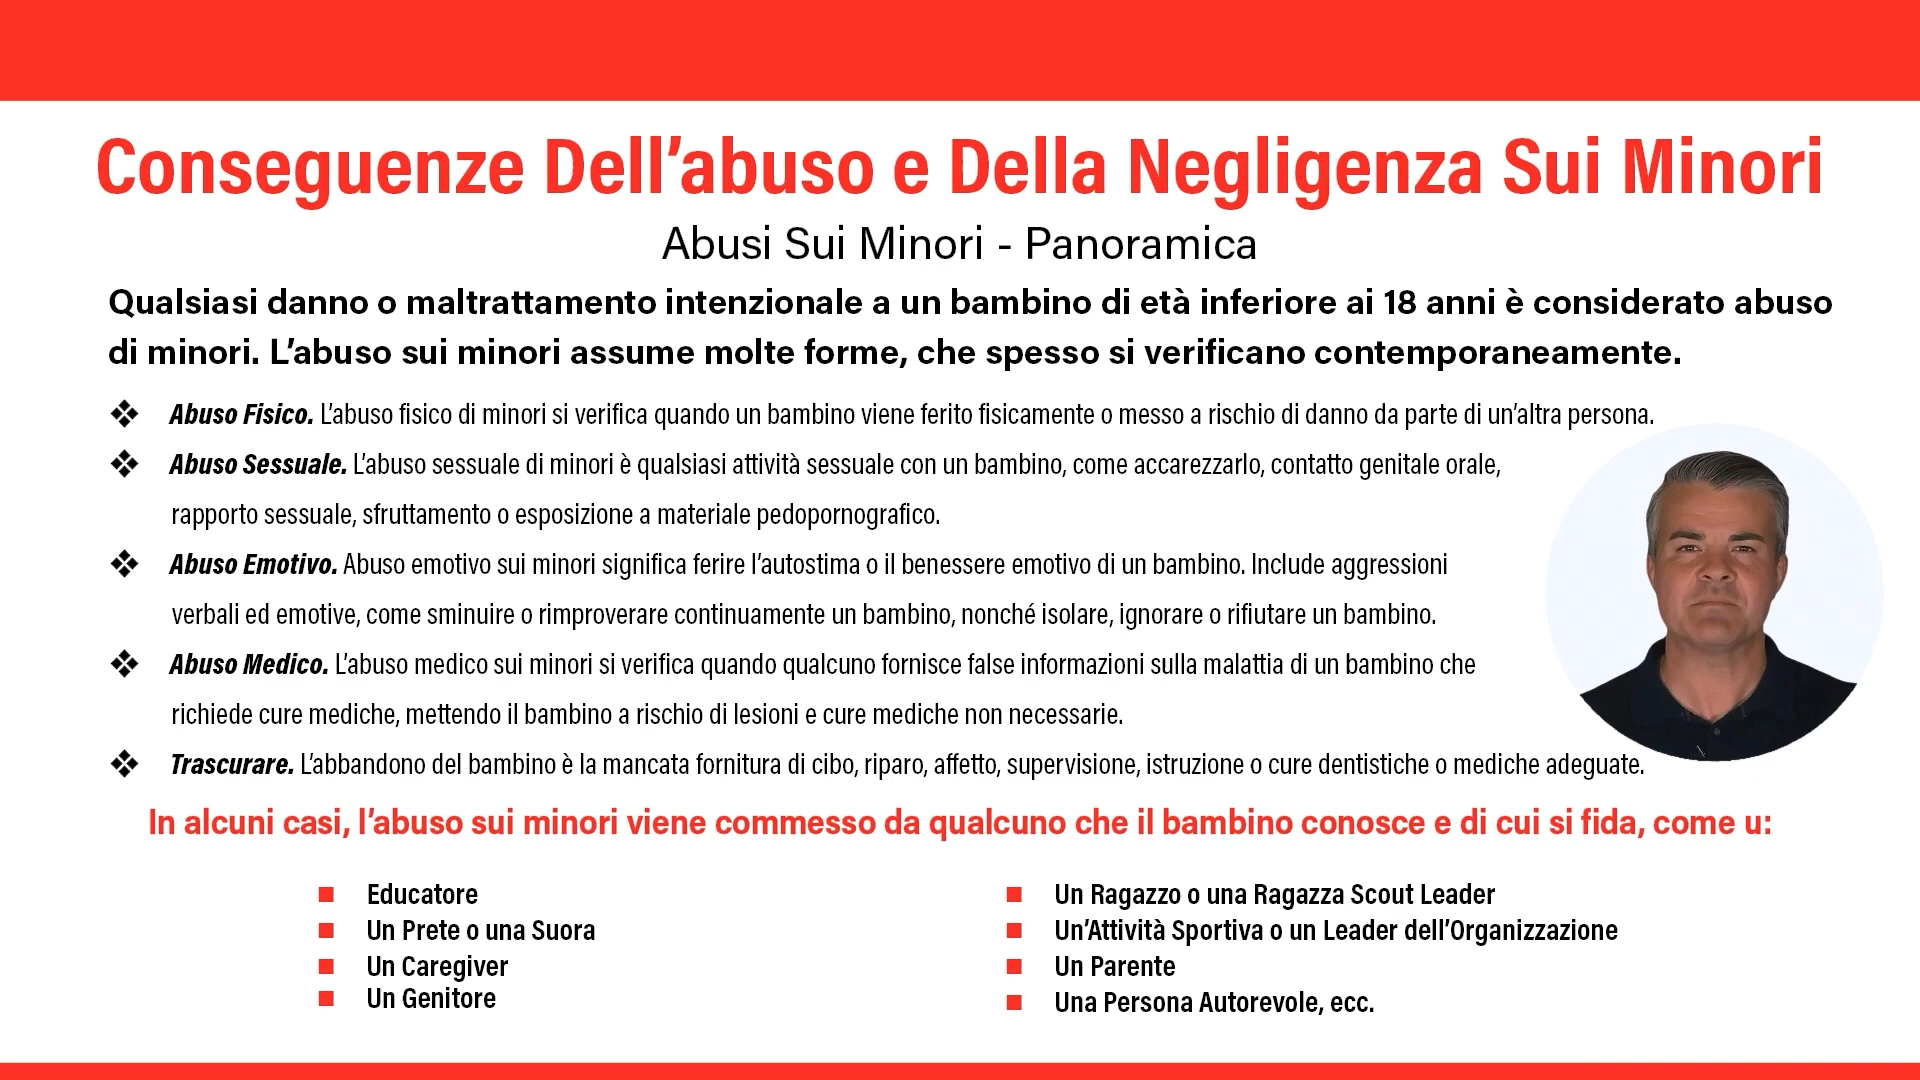 Conseguenze Dell’abuso e Della Negligenza Sui Minori
Abusi Sui Minori - Panoramica
Qualsiasi danno o maltrattamento intenzionale a un bambino di età inferiore ai 18 anni è considerato abuso
di minori. L’abuso sui minori assume molte forme, che spesso si verificano contemporaneamente.
❖ Abuso Fisico. L’abuso fisico di minori si verifica quando un bambino viene ferito fisicamente o messo a rischio di danno da parte di un’altra persona.
❖ Abuso Sessuale. L’abuso sessuale di minori è qualsiasi attività sessuale con un bambino, come accarezzarlo, contatto genitale orale,
rapporto sessuale, sfruttamento o esposizione a materiale pedopornografico.
❖ Abuso Emotivo. Abuso emotivo sui minori significa ferire l’autostima o il benessere emotivo di un bambino. Include aggressioni
verbali ed emotive, come sminuire o rimproverare continuamente un bambino, nonché isolare, ignorare o rifiutare un bambino.
❖ Abuso Medico. L’abuso medico sui minori si verifica quando qualcuno fornisce false informazioni sulla malattia di un bambino che
richiede cure mediche, mettendo il bambino a rischio di lesioni e cure mediche non necessarie.
❖ Trascurare. L’abbandono del bambino è la mancata fornitura di cibo, riparo, affetto, supervisione, istruzione o cure dentistiche o mediche adeguate.
In alcuni casi, l’abuso sui minori viene commesso da qualcuno che il bambino conosce e di cui si fida, come u:
■ Educatore
■ Un Prete o una Suora
■ Un Caregiver
■ Un Genitore
■ Un Ragazzo o una Ragazza Scout Leader
■ Un’Attività Sportiva o un Leader dell’Organizzazione
■ Un Parente
■ Una Persona Autorevole, ecc.